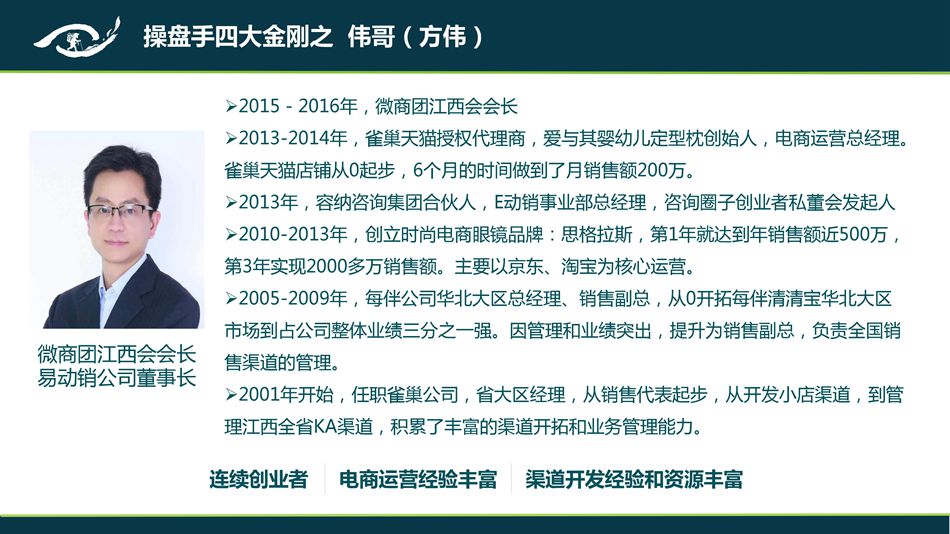 操盘手四大金刚之 伟哥（方伟）
➢2015 - 2016年，微商团江西会会长
➢2013-2014年，雀巢天猫授权代理商，爱与其婴幼儿定型枕创始人，电商运营总经理。
雀巢天猫店铺从0起步，6个月的时间做到了月销售额200万。
➢2013年，容纳咨询集团合伙人，E动销事业部总经理，咨询圈子创业者私董会发起人
➢2010-2013年，创立时尚电商眼镜品牌：思格拉斯，第1年就达到年销售额近500万，
第3年实现2000多万销售额。主要以京东、淘宝为核心运营。
➢2005-2009年，每伴公司华北大区总经理、销售副总，从0开拓每伴清清宝华北大区
市场到占公司整体业绩三分之一强。因管理和业绩突出，提升为销售副总，负责全国销
售渠道的管理。
➢2001年开始，任职雀巢公司，省大区经理，从销售代表起步，从开发小店渠道，到管
理江西全省KA渠道，积累了丰富的渠道开拓和业务管理能力。
微商团江西会会长
易动销公司董事长
连续创业者 电商运营经验丰富 渠道开发经验和资源丰富